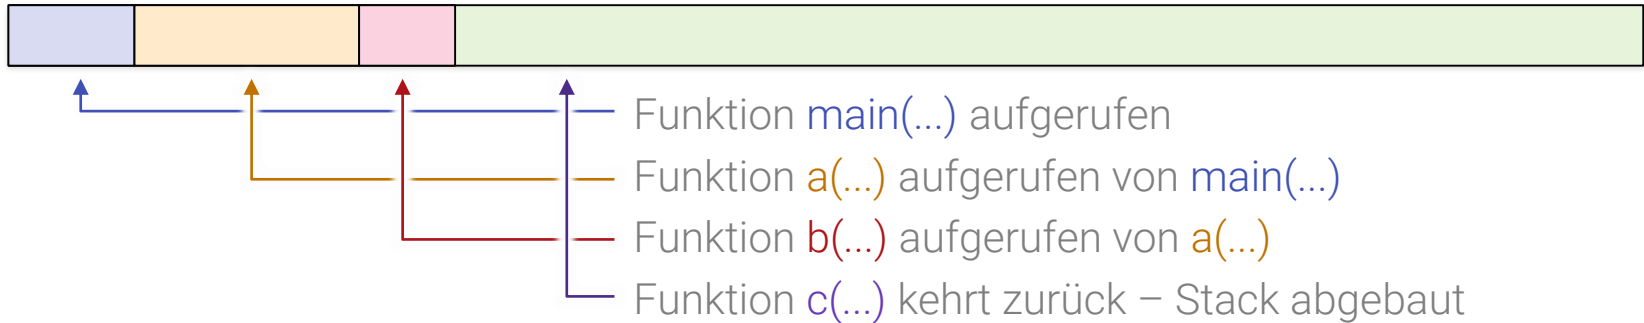 Funktion main(...) aufgerufen
Funktion a(...) aufgerufen von main(...)
Funktion b(...) aufgerufen von a(...)
Funktion c(...) kehrt zurück – Stack abgebaut